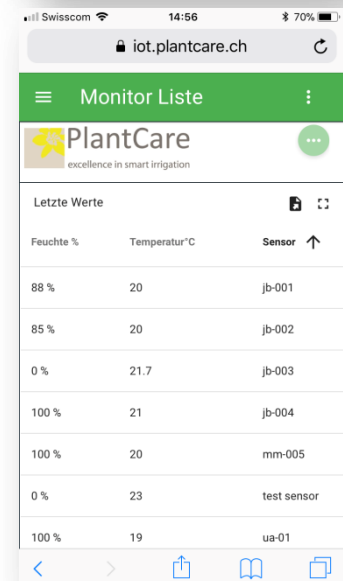 Swisscom 14:56 70%
iot.plantcare.ch
Monitor Liste
PlantCare
excellence in smart irrigation
Letzte Werte
Feuchte % Temperatur°C Sensor
88 % 20 jb-001
85 % 20 jb-002
0 % 21.7 jb-003
100 % 21 jb-004
100 % 20 mm-005
0 % 23 test sensor
100 % 19 ua-01